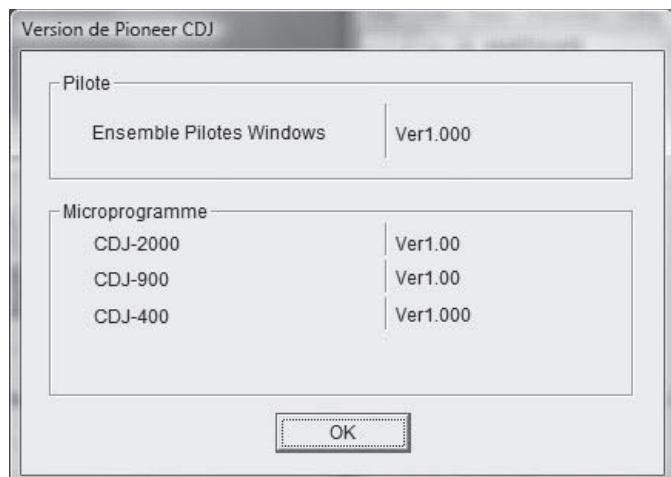 Version de Pioneer CDJ
Pilote
Ensemble Pilotes Windows Ver1.000
Microprogramme
CDJ-2000 Ver1.00
CDJ-900 Ver1.00
CDJ-400 Ver1.000
OK